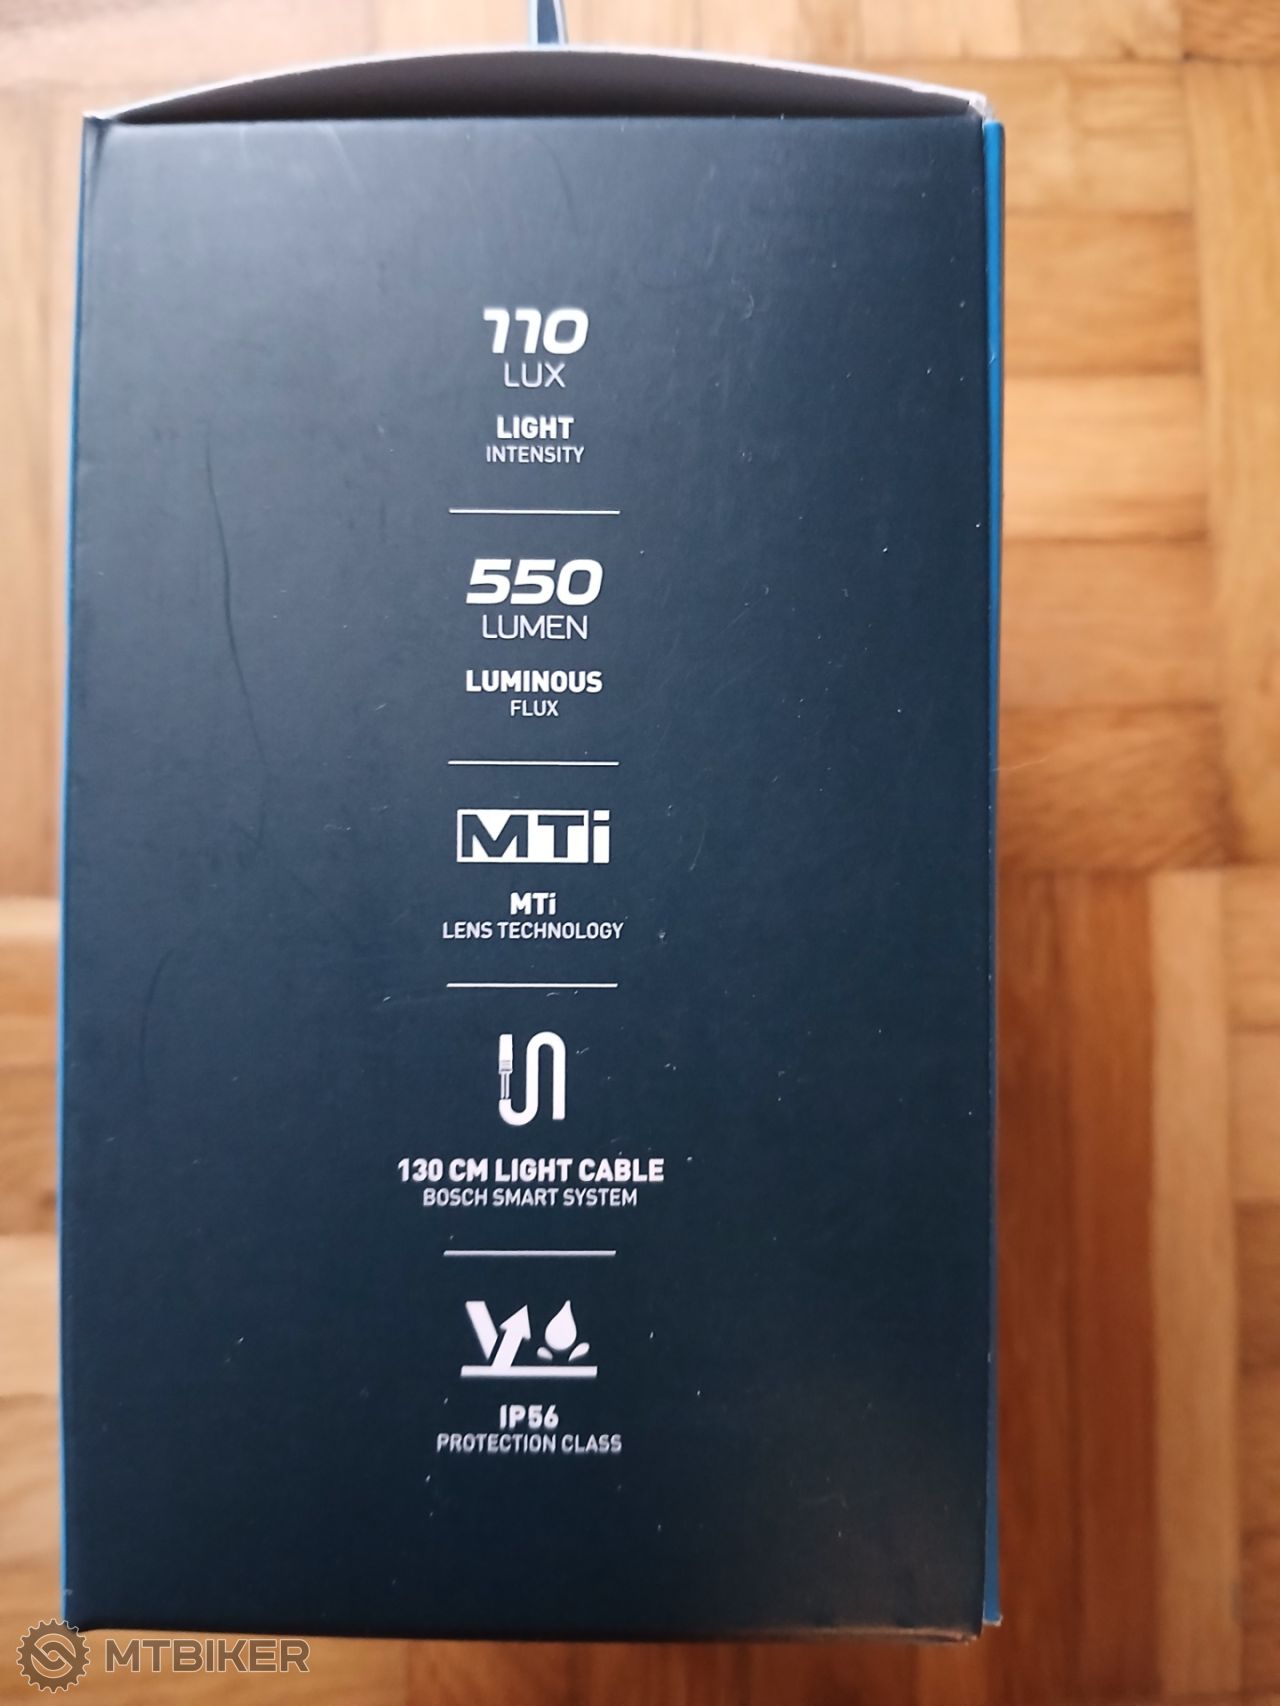 110
LUX
LIGHT
INTENSITY
550
LUMEN
LUMINOUS
FLUX
MTi
MTi
LENS TECHNOLOGY
130 CM LIGHT CABLE
BOSCH SMART SYSTEM
IP56
PROTECTION CLASS
MTBIKER